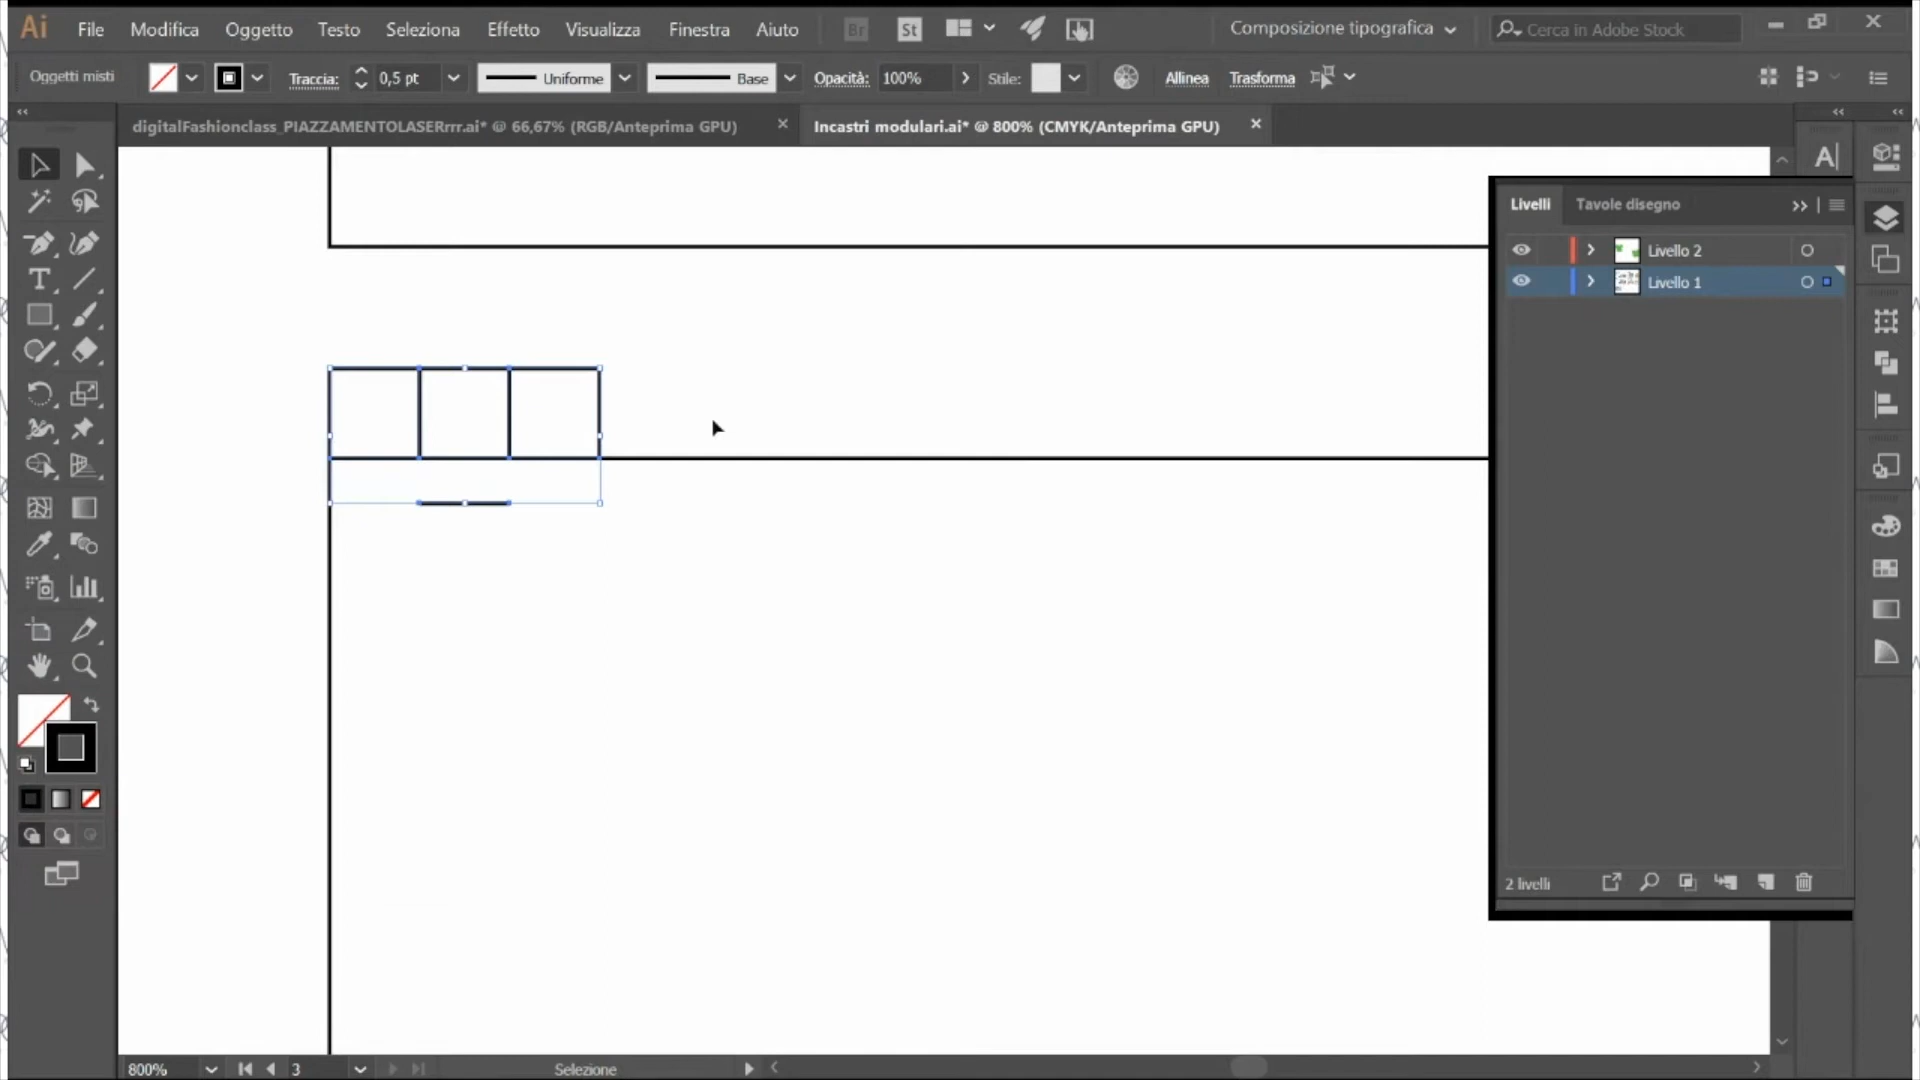 Ai File Modifica Oggetto Testo Seleziona Effetto Visualizza Finestra Aiuto Br St Composizione tipografica Cerca in Adobe Stock
Oggetti misti Traccia: 0,5 pt Uniforme Base Opacità: 100% Stile: Allinea Trasforma
digitalFashionclass_PIAZZAMENTOLASERrrr.ai* @ 66,67% (RGB/Anteprima GPU) Incastri modulari.ai* @ 800% (CMYK/Anteprima GPU)
Livelli Tavole disegno
Livello 2
Livello 1
2 livelli
800% 3 Selezione